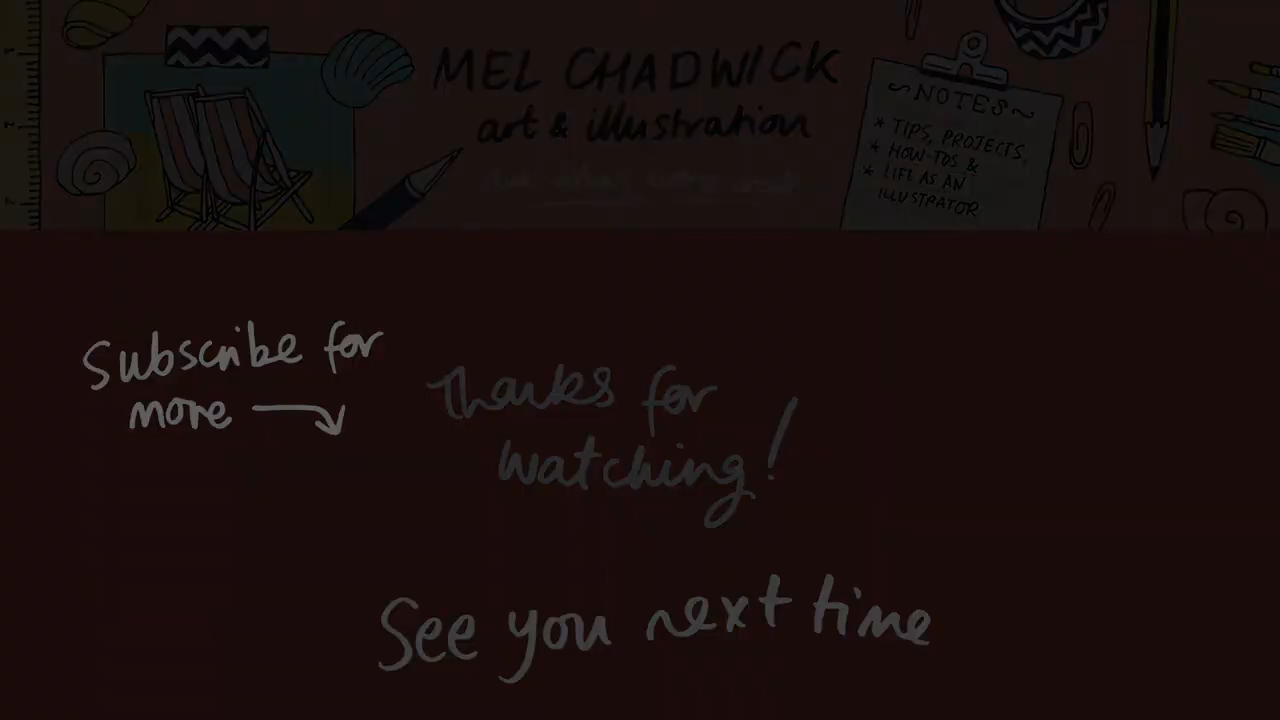 MEL CHADWICK
art & illustration
~NOTES~
* TIPS, PROJECTS,
* HOW-TOS &
* LIFE AS AN
ILLUSTRATOR
Subscribe for
more
Thanks for
watching!
See you next time